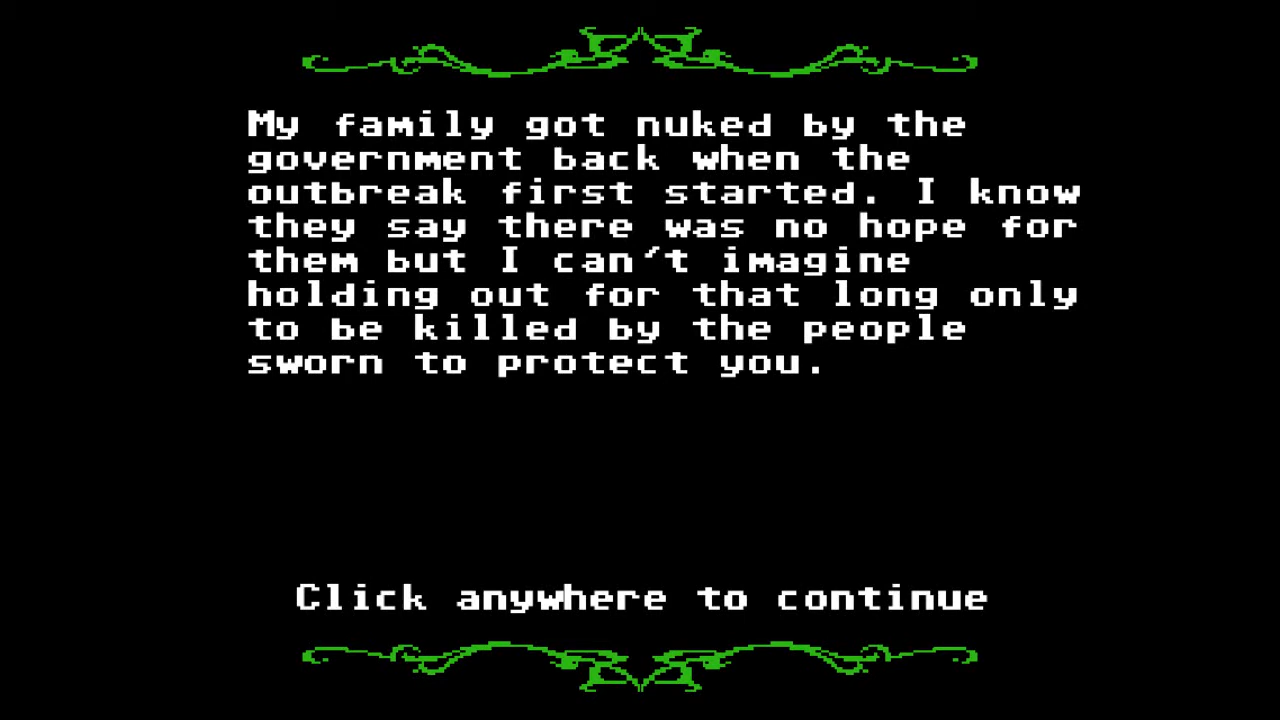 My family got nuked by the
government back when the
outbreak first started. I know
they say there was no hope for
them but I can't imagine
holding out for that long only
to be killed by the people
sworn to protect you.
Click anywhere to continue